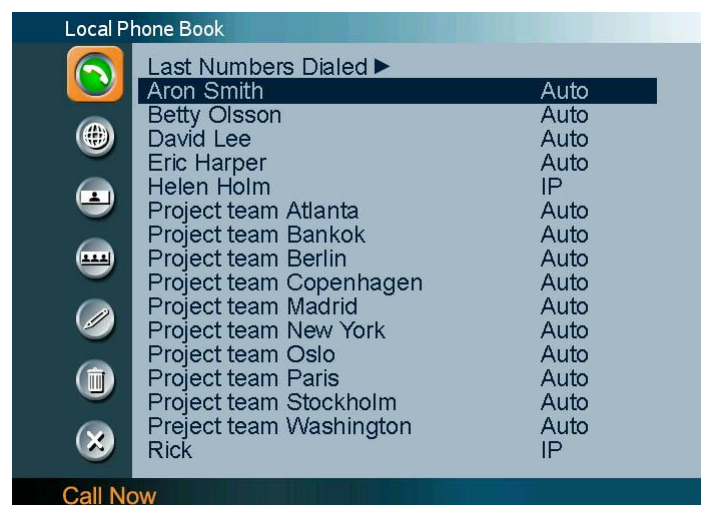 Local Phone Book
Last Numbers Dialed ►
Aron Smith Auto
Betty Olsson Auto
David Lee Auto
Eric Harper Auto
Helen Holm IP
Project team Atlanta Auto
Project team Bankok Auto
Project team Berlin Auto
Project team Copenhagen Auto
Project team Madrid Auto
Project team New York Auto
Project team Oslo Auto
Project team Paris Auto
Project team Stockholm Auto
Preject team Washington Auto
Rick IP
Call Now